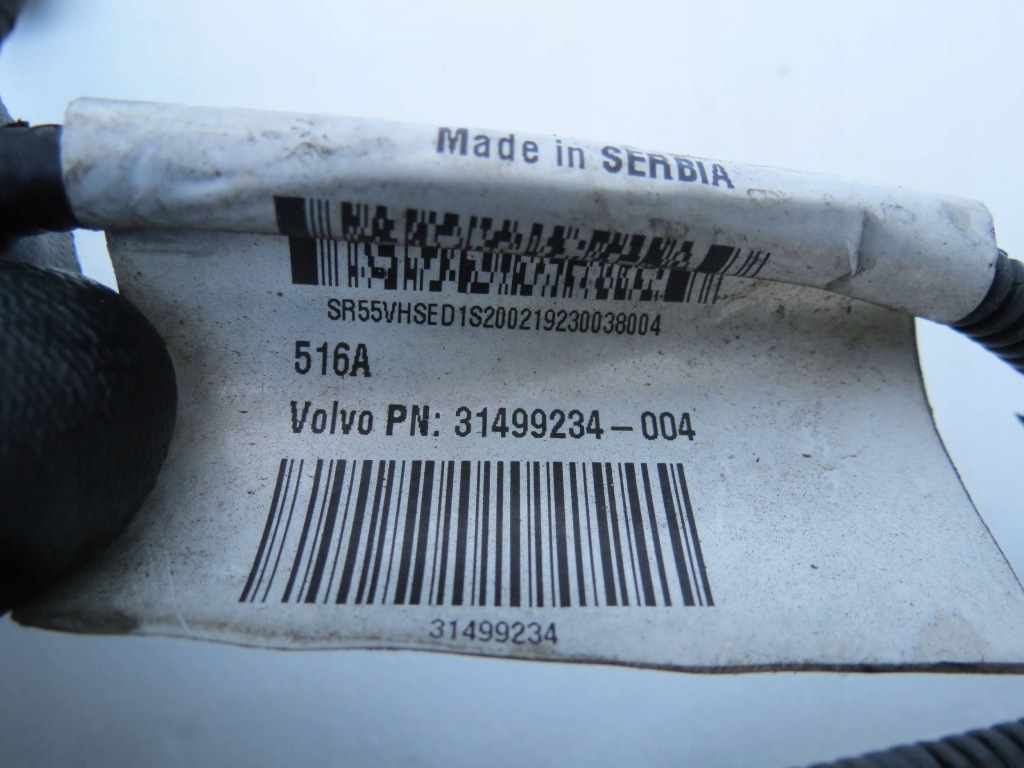 Made in SERBIA
SR55VHSED1S200219230038004
516A
Volvo PN: 31499234-004
31499234